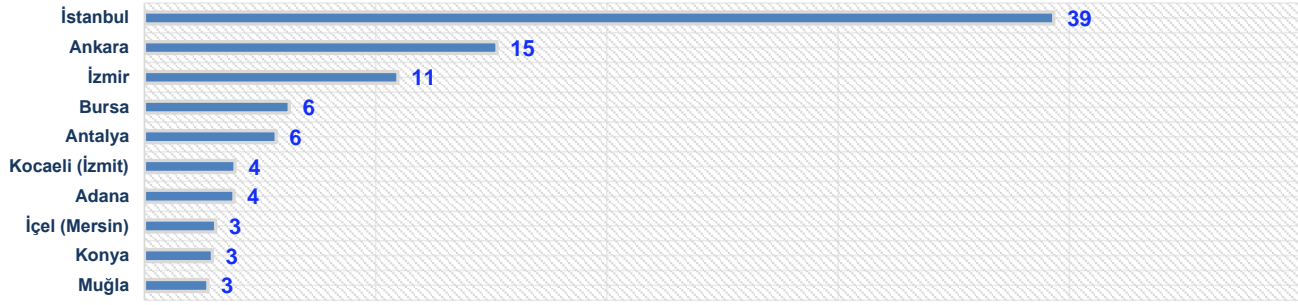 İstanbul 39
Ankara 15
İzmir 11
Bursa 6
Antalya 6
Kocaeli (İzmit) 4
Adana 4
İçel (Mersin) 3
Konya 3
Muğla 3